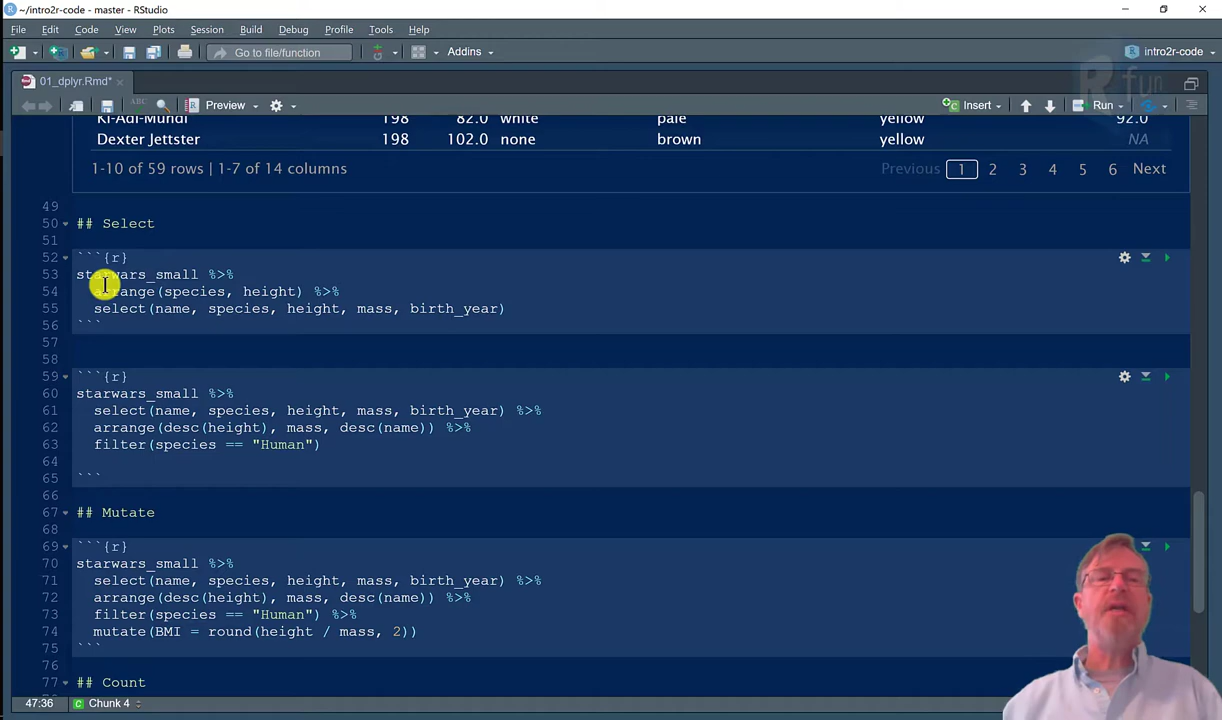 ~/intro2r-code - master - RStudio
File Edit Code View Plots Session Build Debug Profile Tools Help
Go to file/function Addins intro2r-code
01_dplyr.Rmd*
R fun
ABC Preview Insert Run
Ki-Adi-Mundi 198 82.0 white pale yellow 92.0
Dexter Jettster 198 102.0 none brown yellow NA
1-10 of 59 rows | 1-7 of 14 columns Previous 1 2 3 4 5 6 Next
49
50 ## Select
51
52 ```{r}
53 starwars_small %>%
54 arrange(species, height) %>%
55 select(name, species, height, mass, birth_year)
56 ```
57
58
59 ```{r}
60 starwars_small %>%
61 select(name, species, height, mass, birth_year) %>%
62 arrange(desc(height), mass, desc(name)) %>%
63 filter(species == "Human")
64
65 ```
66
67 ## Mutate
68
69 ```{r}
70 starwars_small %>%
71 select(name, species, height, mass, birth_year) %>%
72 arrange(desc(height), mass, desc(name)) %>%
73 filter(species == "Human") %>%
74 mutate(BMI = round(height / mass, 2))
75 ```
76
77 ## Count
47:36 C Chunk 4